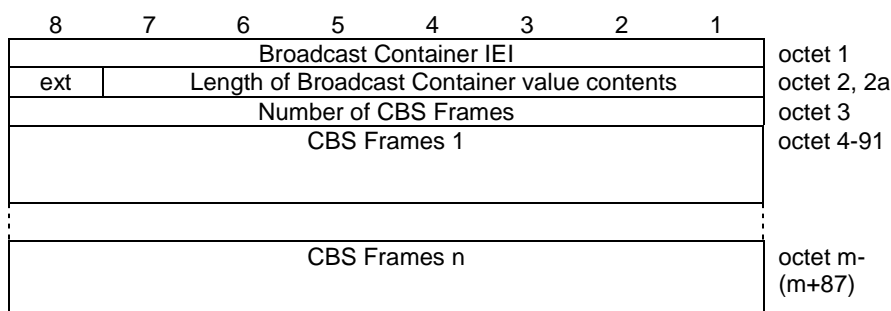 8 7 6 5 4 3 2 1
Broadcast Container IEI octet 1
ext Length of Broadcast Container value contents octet 2, 2a
Number of CBS Frames octet 3
CBS Frames 1 octet 4-91
CBS Frames n octet m-
(m+87)